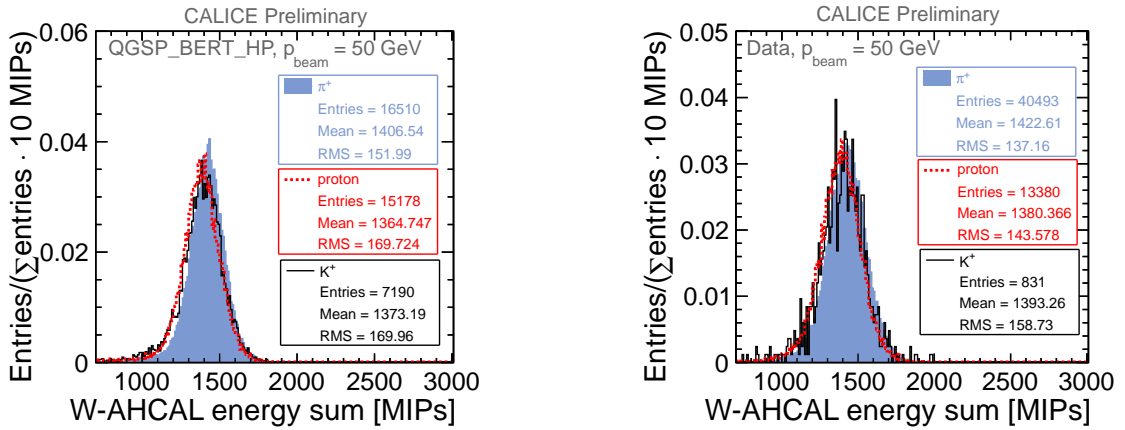 CALICE Preliminary
QGSP_BERT_HP, p_beam = 50 GeV
Entries/(∑entries · 10 MIPs)
0.06
0.04
0.02
0
π⁺
Entries = 16510
Mean = 1406.54
RMS = 151.99
proton
Entries = 15178
Mean = 1364.747
RMS = 169.724
K⁺
Entries = 7190
Mean = 1373.19
RMS = 169.96
1000 1500 2000 2500 3000
W-AHCAL energy sum [MIPs]
CALICE Preliminary
Data, p_beam = 50 GeV
Entries/(∑entries · 10 MIPs)
0.05
0.04
0.03
0.02
0.01
0
π⁺
Entries = 40493
Mean = 1422.61
RMS = 137.16
proton
Entries = 13380
Mean = 1380.366
RMS = 143.578
K⁺
Entries = 831
Mean = 1393.26
RMS = 158.73
1000 1500 2000 2500 3000
W-AHCAL energy sum [MIPs]